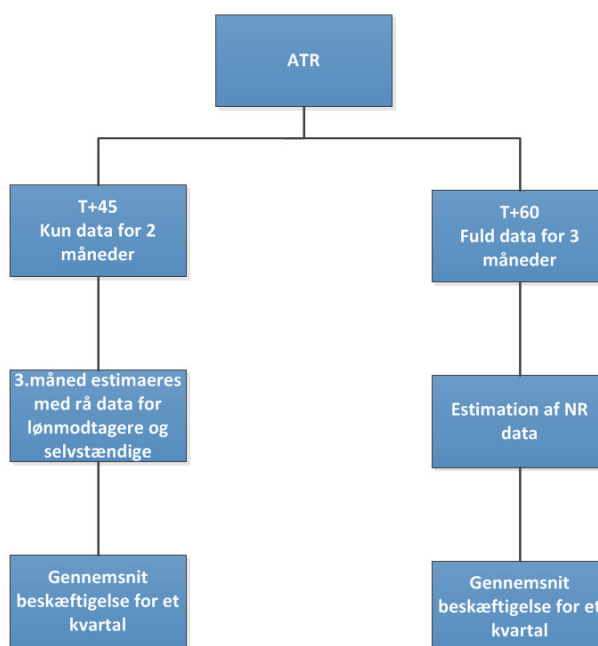 ATR
T+45
Kun data for 2
måneder
3.måned estimaeres
med rå data for
lønmodtagere og
selvstændige
Gennemsnit
beskæftigelse for et
kvartal
T+60
Fuld data for 3
måneder
Estimation af NR
data
Gennemsnit
beskæftigelse for et
kvartal